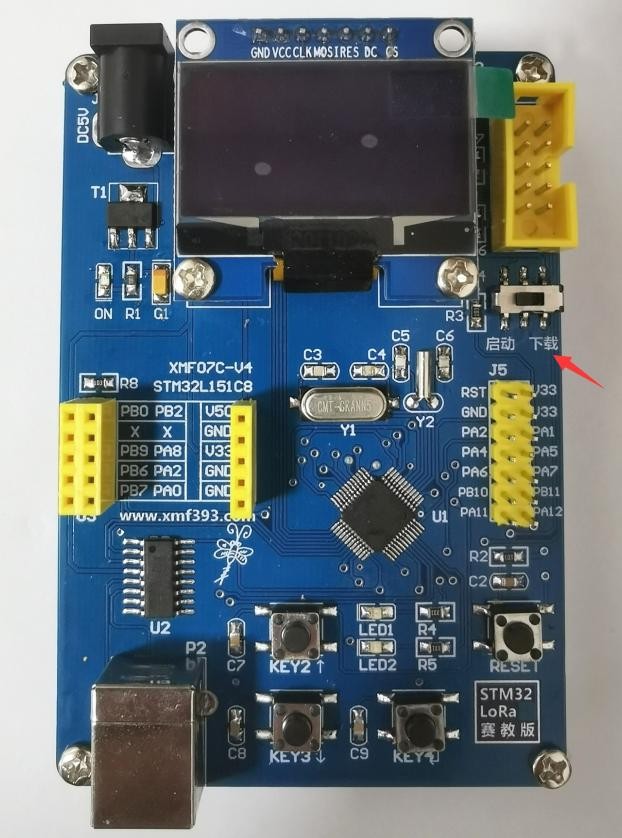 GND VCC CLK MOSI RES DC CS
DC5V
T1
ON R1 G1
R3
启动 下载
C3 C4 C5 C6
J5
XMF07C-V4
STM32L151C8
R8
Y1
Y2
PB0 PB2 V50
X X GND
PB9 PA8 V33
PB6 PA2 GND
PB7 PA0 GND
RST V33
GND V33
PA2 PA1
PA4 PA5
PA6 PA7
PB10 PB11
PA11 PA12
www.xmf393.com
U1
U2
R2
C2
P2
C7
KEY2↑
LED1 R4
LED2 R5
RESET
C8
KEY3↓
C9
STM32
LoRa
赛教版